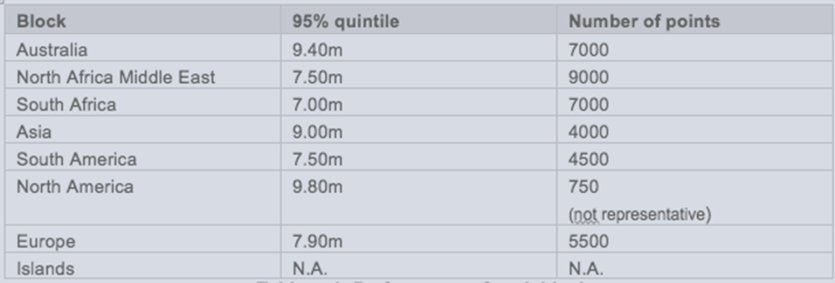 Block 95% quintile Number of points
Australia 9.40m 7000
North Africa Middle East 7.50m 9000
South Africa 7.00m 7000
Asia 9.00m 4000
South America 7.50m 4500
North America 9.80m 750
(not representative)
Europe 7.90m 5500
Islands N.A. N.A.